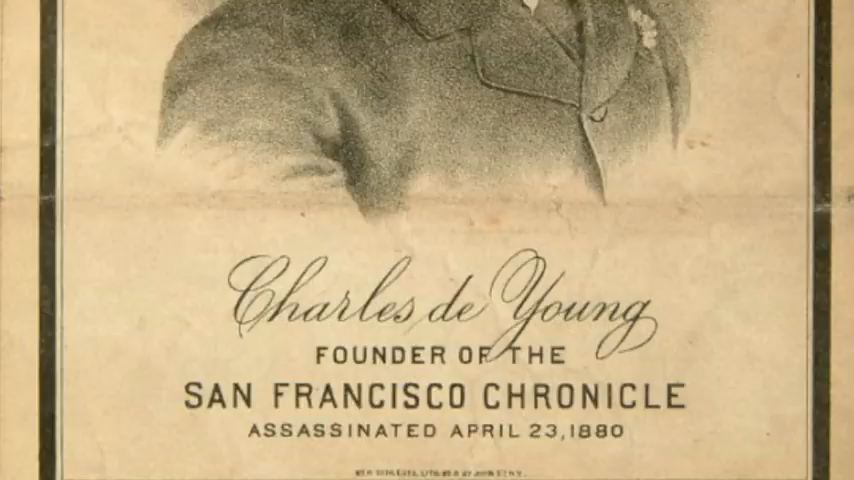 Charles de Young
FOUNDER OF THE
SAN FRANCISCO CHRONICLE
ASSASSINATED APRIL 23, 1880